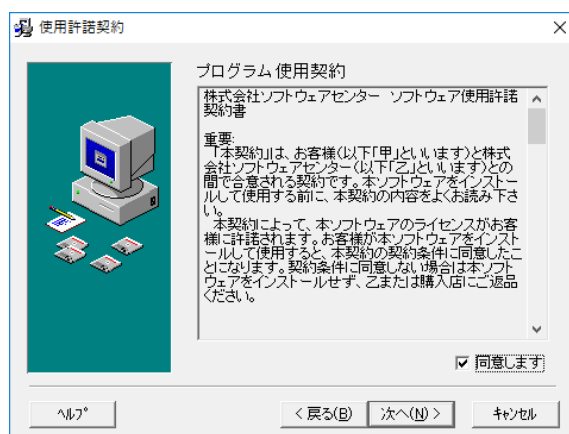 使用許諾契約
プログラム使用契約
株式会社ソフトウェアセンター　ソフトウェア使用許諾
契約書
重要:
「本契約」は、お客様(以下「甲」といいます)と株式
会社ソフトウェアセンター(以下「乙」といいます)との
間で合意される契約です。本ソフトウェアをインストー
ルして使用する前に、本契約の内容をよくお読み下さ
い。
本契約によって、本ソフトウェアのライセンスがお客
様に許諾されます。お客様が本ソフトウェアをインスト
ールして使用すると、本契約の契約条件に同意したこ
とになります。契約条件に同意しない場合は本ソフト
ウェアをインストールせず、乙または購入店にご返品
ください。
同意します
ﾍﾙﾌﾟ
< 戻る(B)
次へ(N) >
ｷｬﾝｾﾙ